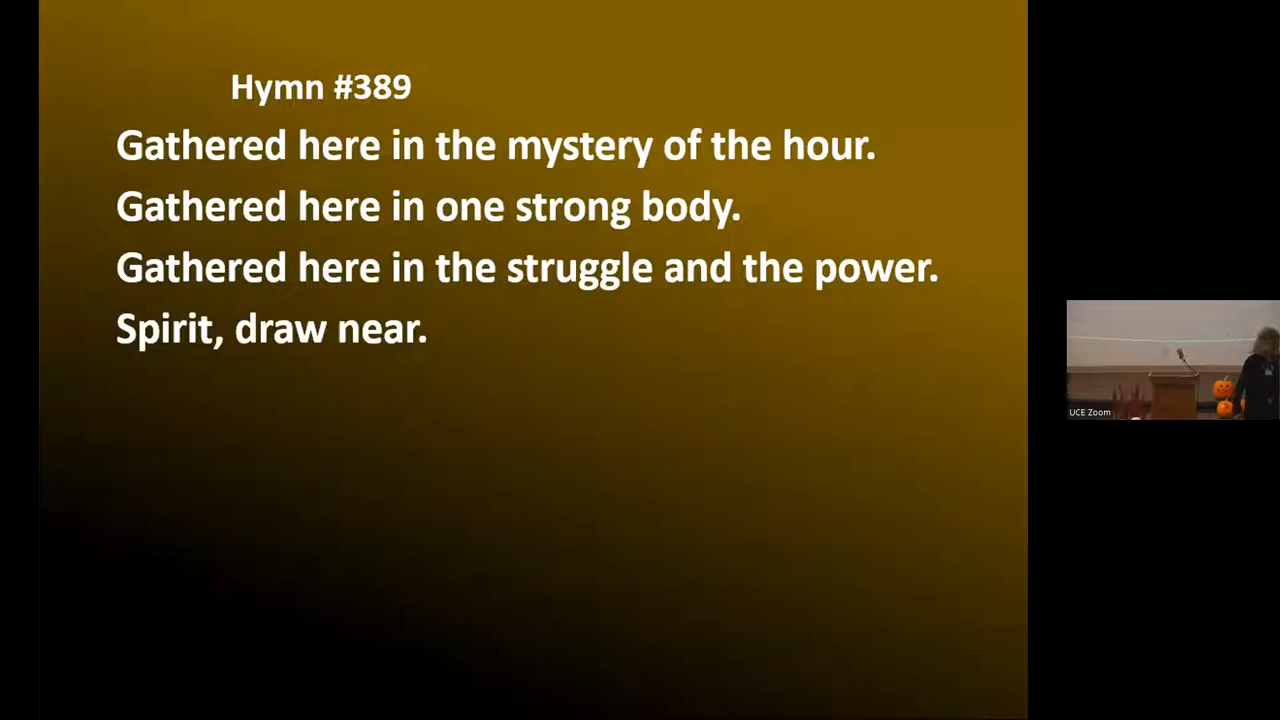 Hymn #389
Gathered here in the mystery of the hour.
Gathered here in one strong body.
Gathered here in the struggle and the power.
Spirit, draw near.
UCE Zoom